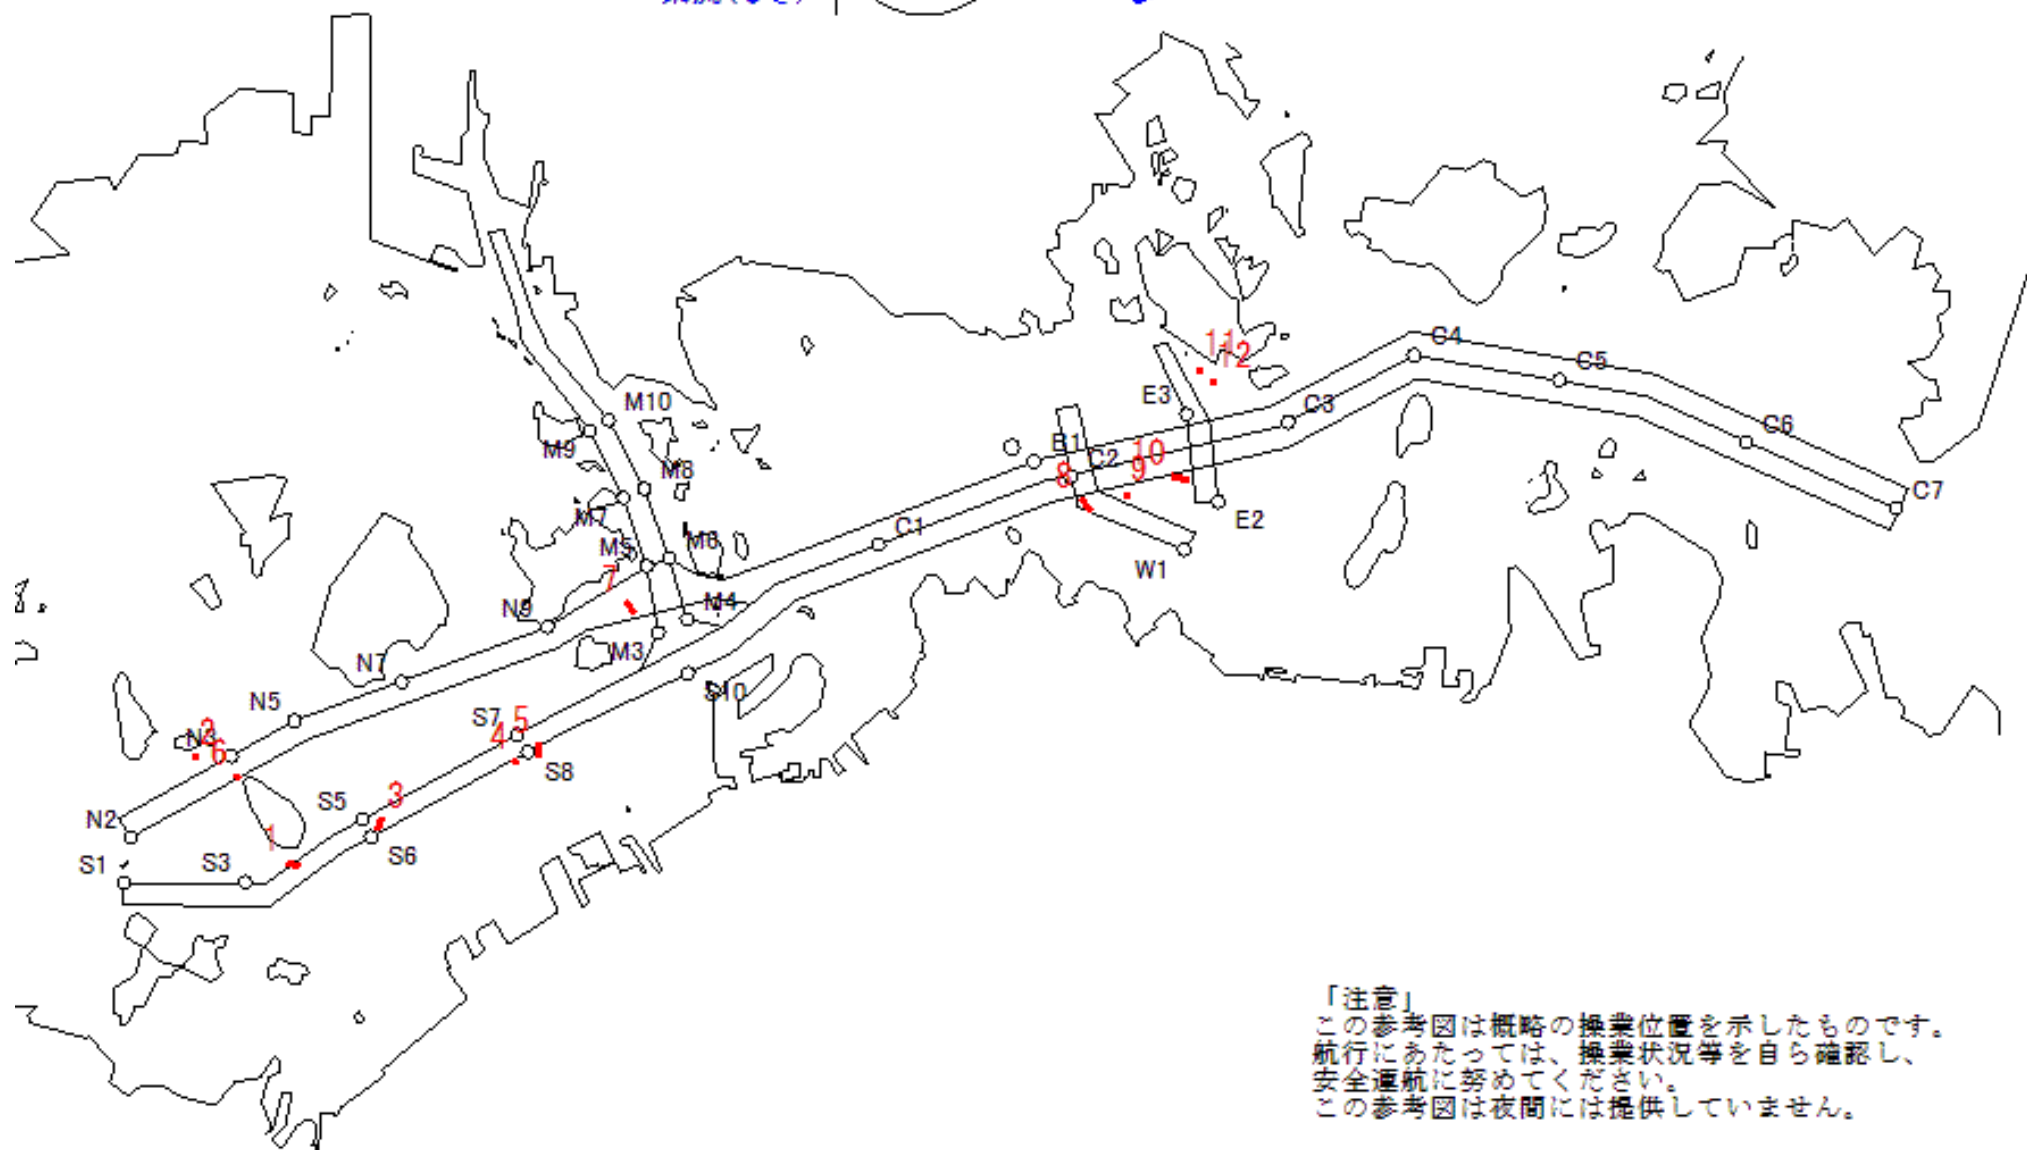 M10
M9
M8
M7
M6
M5
M4
M3
N9
N7
N5
N3
N2
S1
S3
S5
S6
S7
S8
S10
C1
C2
C3
C4
C5
C6
C7
B1
E3
E2
W1
1
2
3
4
5
6
7
8
9
10
11
12
「注意」
この参考図は概略の操業位置を示したものです。
航行にあたっては、操業状況等を自ら確認し、
安全運航に努めてください。
この参考図は夜間には提供していません。